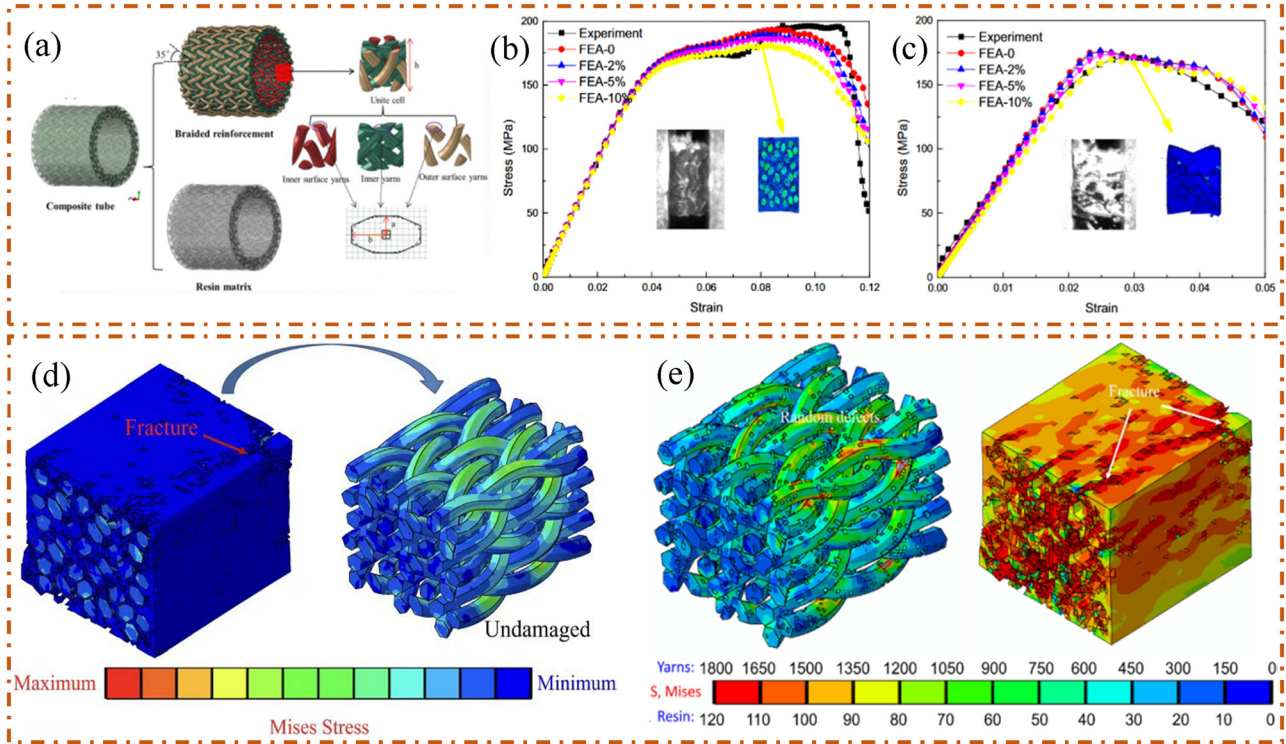 (a)
35°
h
Unite cell
Braided reinforcement
Inner surface yarns
Inner yarns
Outer surface yarns
Composite tube
a
b
Resin matrix
(b)
Experiment
FEA-0
FEA-2%
FEA-5%
FEA-10%
Stress (MPa)
200
150
100
50
0
0.00 0.02 0.04 0.06 0.08 0.10 0.12
Strain
(c)
Experiment
FEA-0
FEA-2%
FEA-5%
FEA-10%
Stress (MPa)
200
150
100
50
0
0.00 0.01 0.02 0.03 0.04 0.05
Strain
(d)
Fracture
Undamaged
Maximum
Minimum
Mises Stress
(e)
Random defects
Fracture
Yarns: 1800 1650 1500 1350 1200 1050 900 750 600 450 300 150 0
S, Mises
Resin: 120 110 100 90 80 70 60 50 40 30 20 10 0